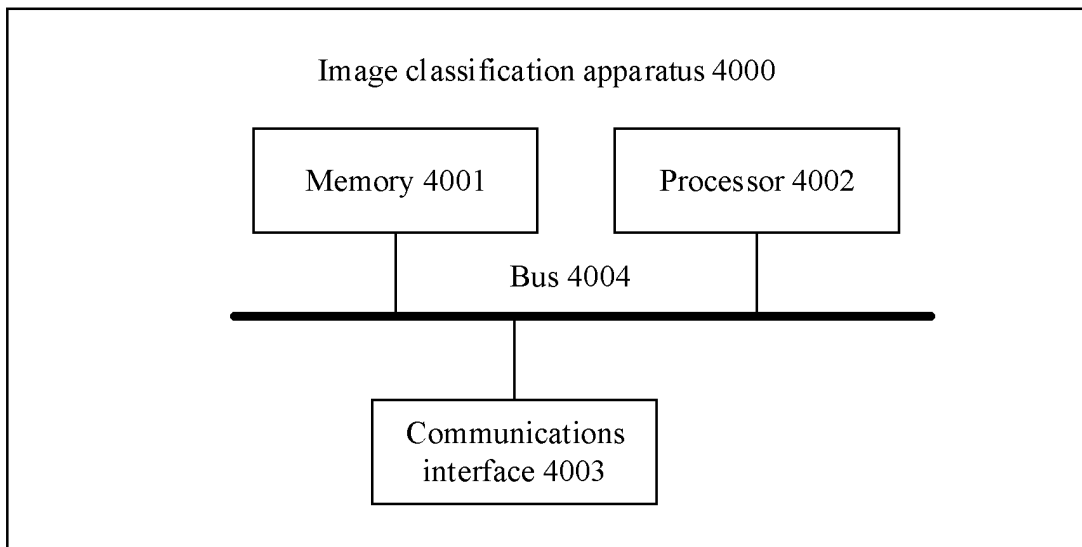 Image classification apparatus 4000
Memory 4001
Processor 4002
Bus 4004
Communications
interface 4003